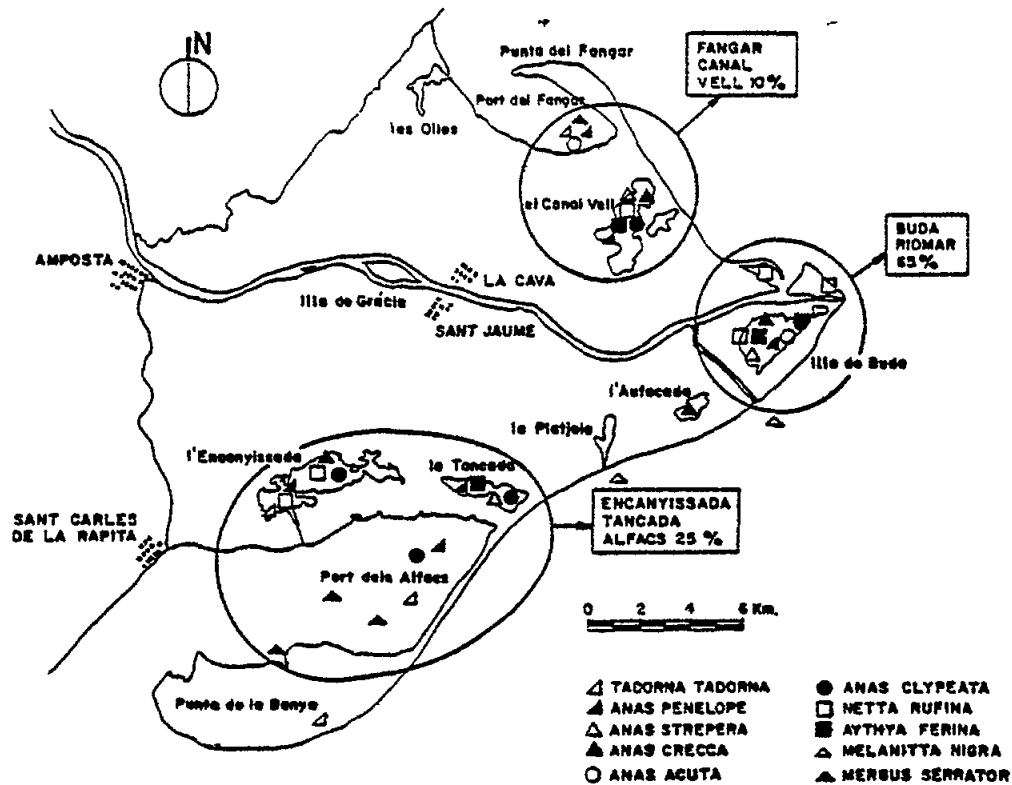 N
Punta del Fangar
FANGAR
CANAL
VELL 10%
Port del Fangar
les Olles
el Canal Vell
BUDA
RIOMAR
65%
AMPOSTA
LA CAVA
Illa de Gràcia
SANT JAUME
Illa de Buda
l'Aufacada
la Platjola
l'Encanyissada
la Tancada
ENCANYISSADA
TANCADA
ALFACS 25 %
SANT CARLES
DE LA RAPITA
Port dels Alfacs
0 2 4 6 Km.
Punta de la Banya
TADORNA TADORNA
ANAS PENELOPE
ANAS STREPERA
ANAS CRECCA
ANAS ACUTA
ANAS CLYPEATA
NETTA RUFINA
AYTHYA FERINA
MELANITTA NIGRA
MERGUS SERRATOR